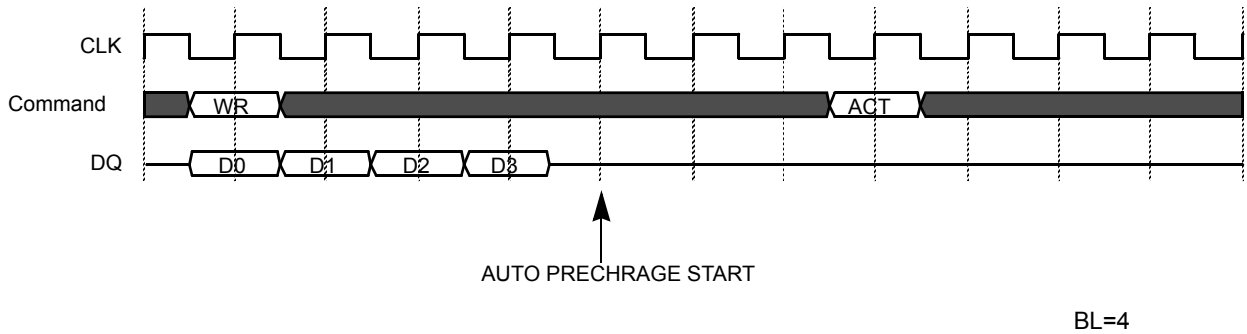 CLK
Command WR ACT
DQ D0 D1 D2 D3
AUTO PRECHRAGE START
BL=4